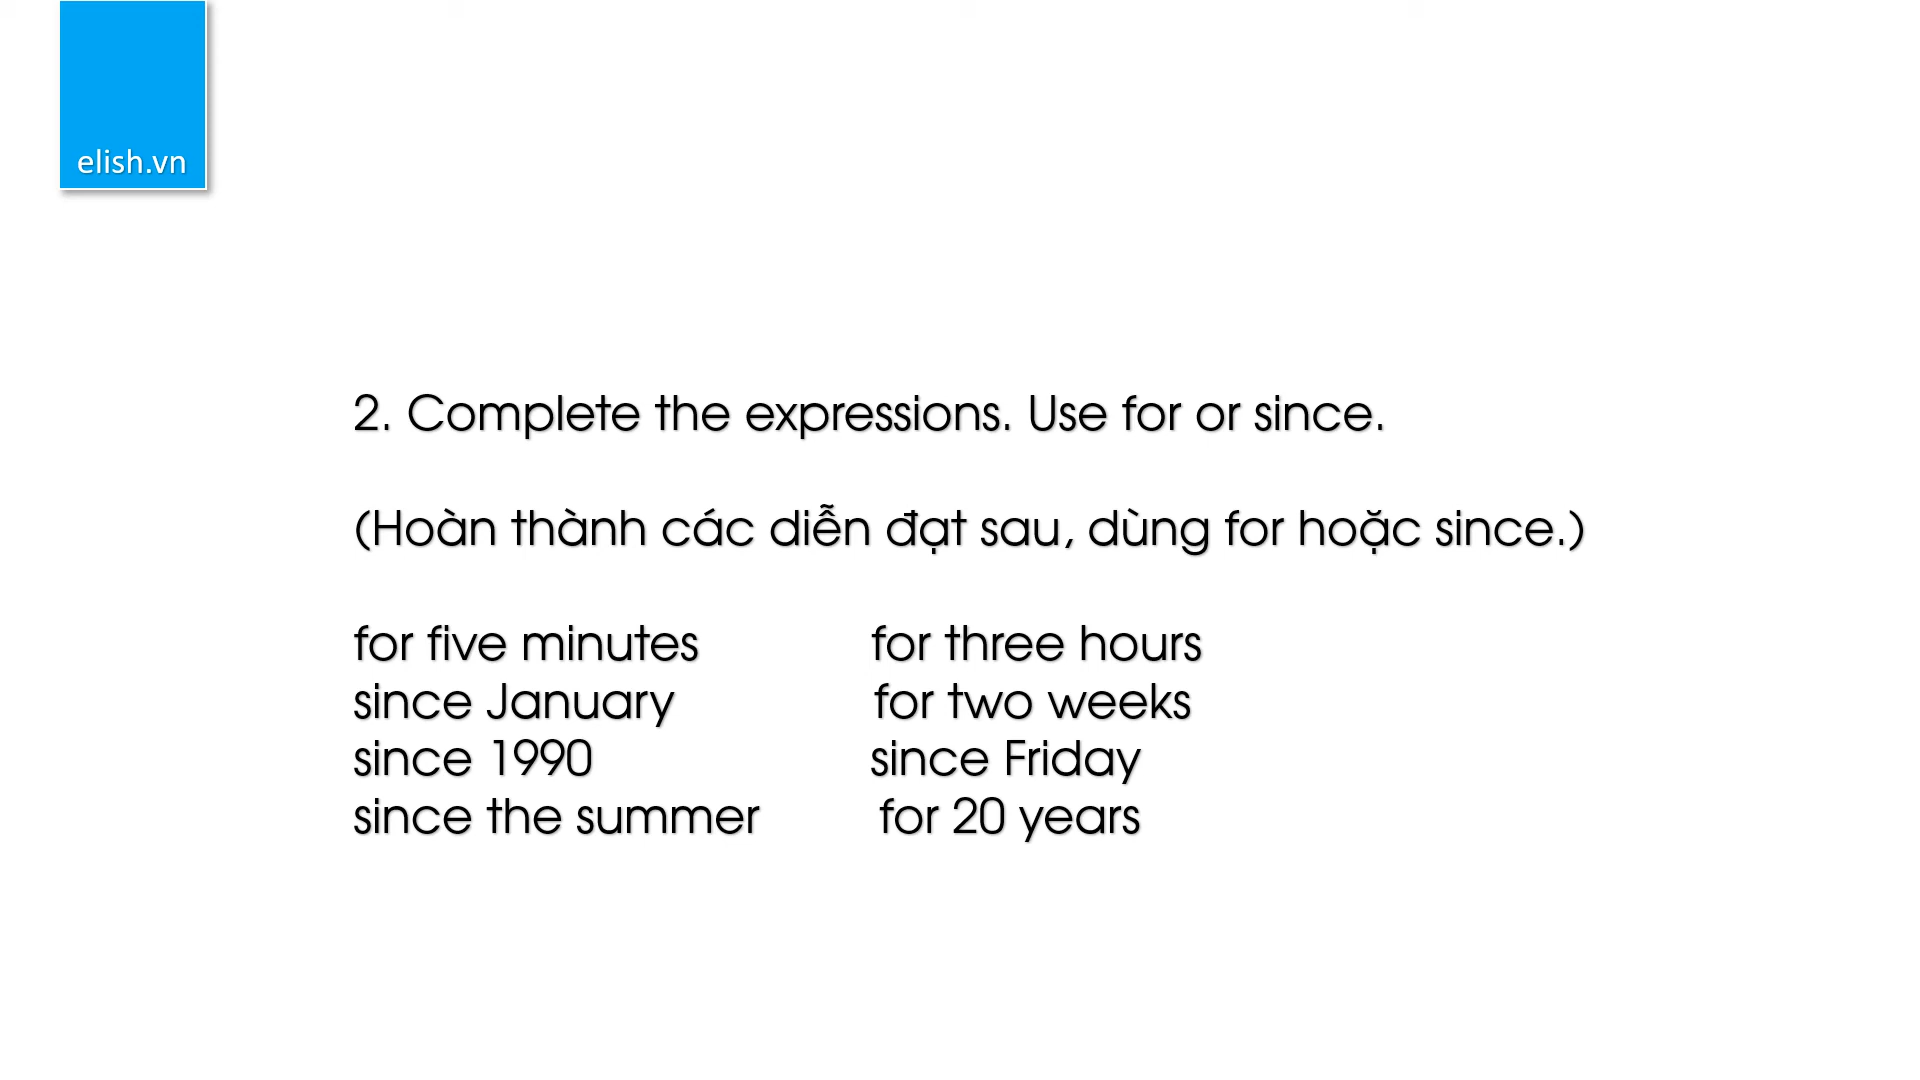 elish.vn
2. Complete the expressions. Use for or since.
(Hoàn thành các diễn đạt sau, dùng for hoặc since.)
for five minutes for three hours
since January for two weeks
since 1990 since Friday
since the summer for 20 years